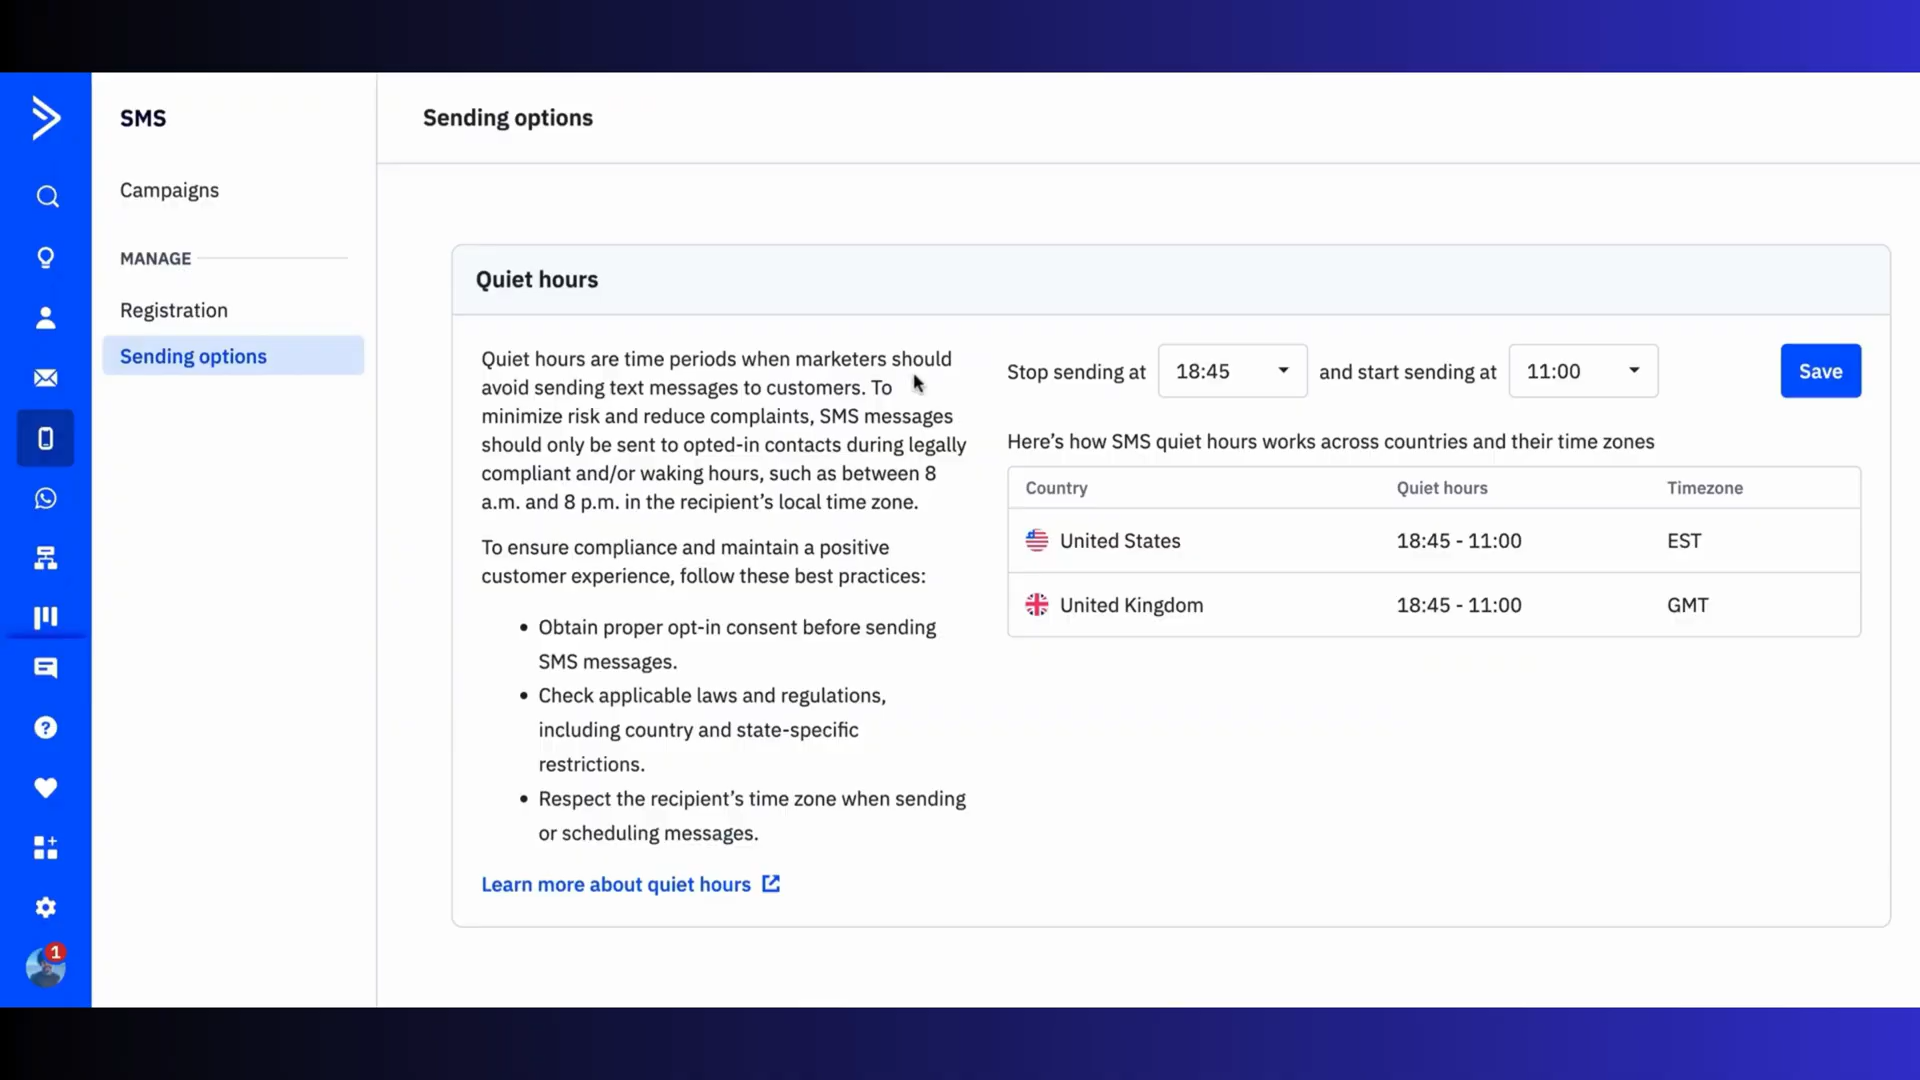 SMS
Campaigns
MANAGE
Registration
Sending options
1
Sending options
Quiet hours
Quiet hours are time periods when marketers should
avoid sending text messages to customers. To
minimize risk and reduce complaints, SMS messages
should only be sent to opted-in contacts during legally
compliant and/or waking hours, such as between 8
a.m. and 8 p.m. in the recipient's local time zone.
To ensure compliance and maintain a positive
customer experience, follow these best practices:
• Obtain proper opt-in consent before sending
SMS messages.
• Check applicable laws and regulations,
including country and state-specific
restrictions.
• Respect the recipient's time zone when sending
or scheduling messages.
Learn more about quiet hours
Stop sending at 18:45 and start sending at 11:00 Save
Here's how SMS quiet hours works across countries and their time zones
Country Quiet hours Timezone
United States 18:45 - 11:00 EST
United Kingdom 18:45 - 11:00 GMT